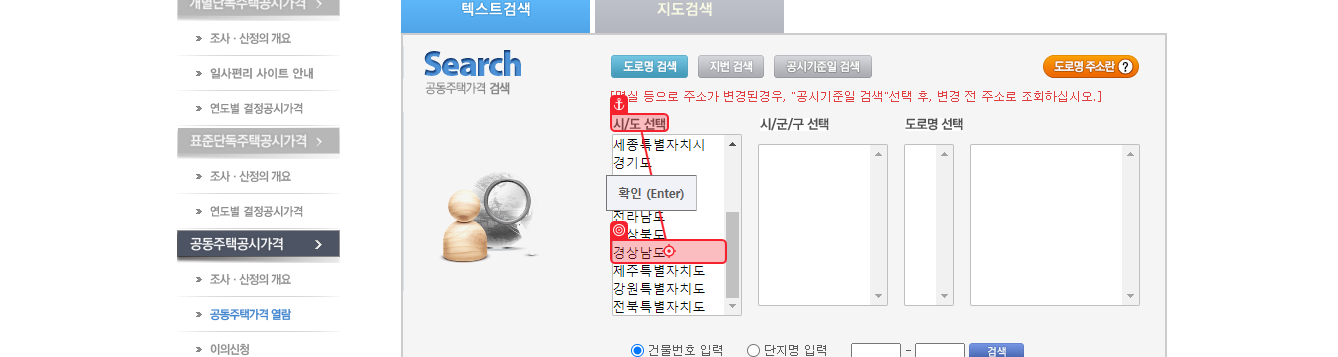 개별단독주택공시가격
조사 · 산정의 개요
일사편리 사이트 안내
연도별 결정공시가격
표준단독주택공시가격
조사 · 산정의 개요
연도별 결정공시가격
공동주택공시가격
조사 · 산정의 개요
공동주택가격 열람
이의신청
텍스트검색
지도검색
Search
공동주택가격 검색
도로명 검색
지번 검색
공시기준일 검색
도로명 주소란 ?
실 등으로 주소가 변경된경우, "공시기준일 검색"선택 후, 변경 전 주소로 조회하십시오.]
시/도 선택
시/군/구 선택
도로명 선택
세종특별자치시
경기도
확인 (Enter)
전라남도
상북도
경상남도
제주특별자치도
강원특별자치도
전북특별자치도
건물번호 입력
단지명 입력
-
검색